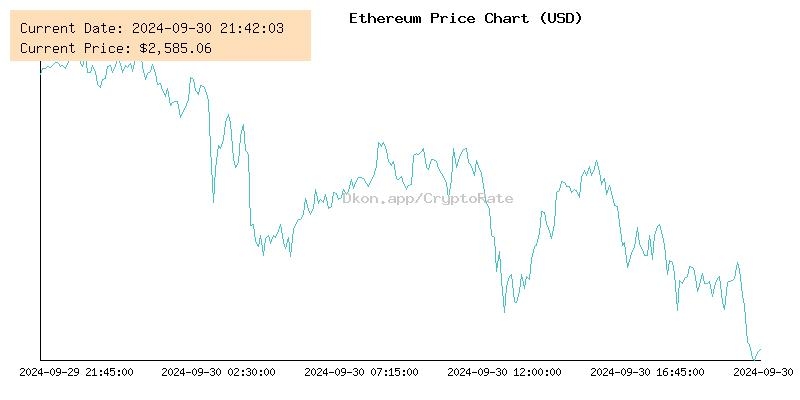 Ethereum Price Chart (USD)
Current Date: 2024-09-30 21:42:03
Current Price: $2,585.06
Dkon.app/CryptoRate
2024-09-29 21:45:00 2024-09-30 02:30:00 2024-09-30 07:15:00 2024-09-30 12:00:00 2024-09-30 16:45:00 2024-09-30